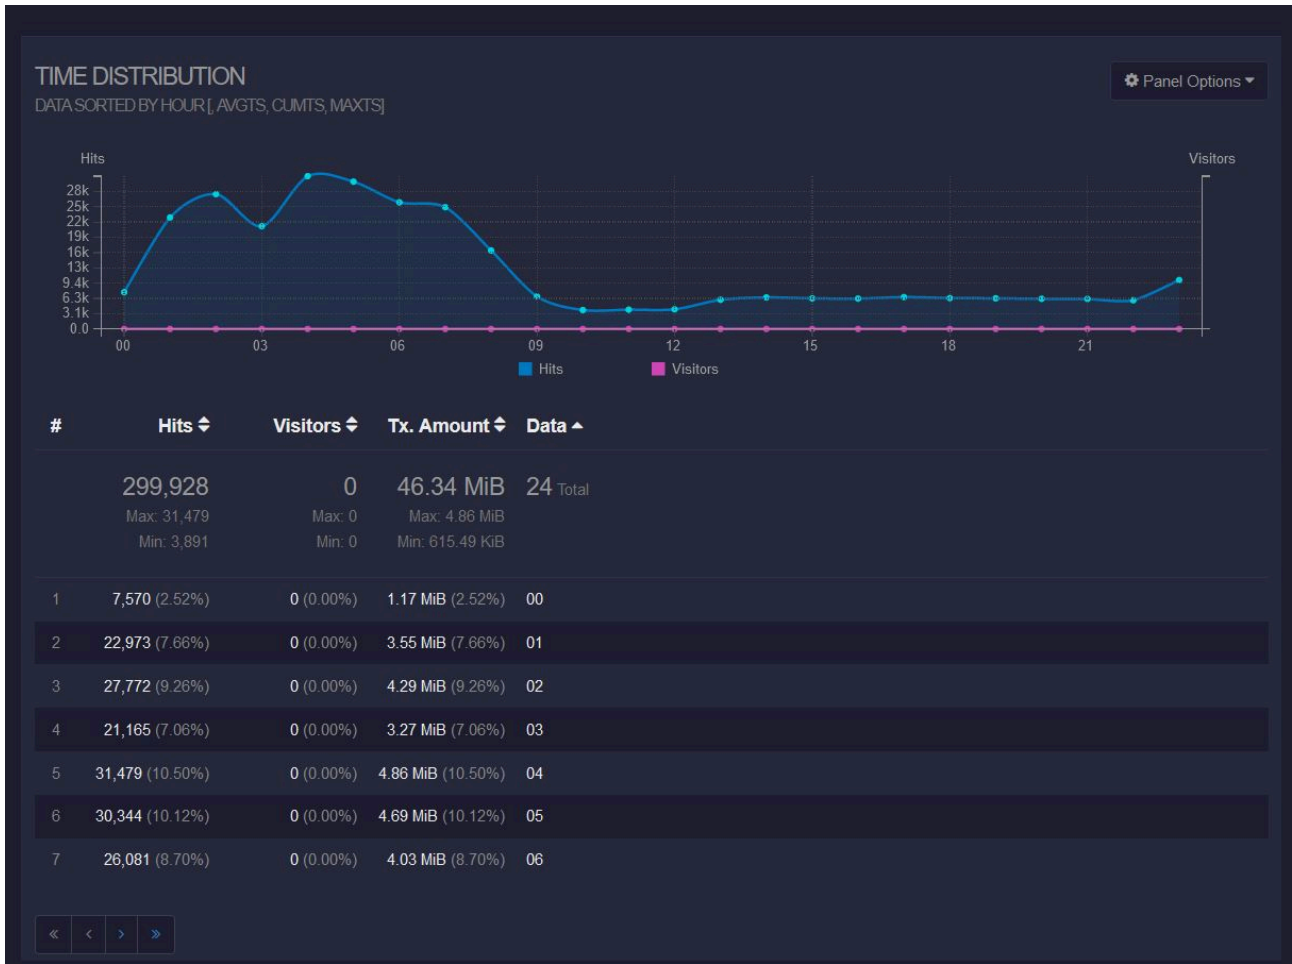 TIME DISTRIBUTION
Panel Options
DATA SORTED BY HOUR [, AVGTS, CUMTS, MAXTS]
Hits Visitors
28k
25k
22k
19k
16k
13k
9.4k
6.3k
3.1k
0.0
00 03 06 09 12 15 18 21
Hits Visitors
# Hits Visitors Tx. Amount Data
299,928 0 46.34 MiB 24 Total
Max: 31,479 Max: 0 Max: 4.86 MiB
Min: 3,891 Min: 0 Min: 615.49 KiB
1 7,570 (2.52%) 0 (0.00%) 1.17 MiB (2.52%) 00
2 22,973 (7.66%) 0 (0.00%) 3.55 MiB (7.66%) 01
3 27,772 (9.26%) 0 (0.00%) 4.29 MiB (9.26%) 02
4 21,165 (7.06%) 0 (0.00%) 3.27 MiB (7.06%) 03
5 31,479 (10.50%) 0 (0.00%) 4.86 MiB (10.50%) 04
6 30,344 (10.12%) 0 (0.00%) 4.69 MiB (10.12%) 05
7 26,081 (8.70%) 0 (0.00%) 4.03 MiB (8.70%) 06
« ‹ › »